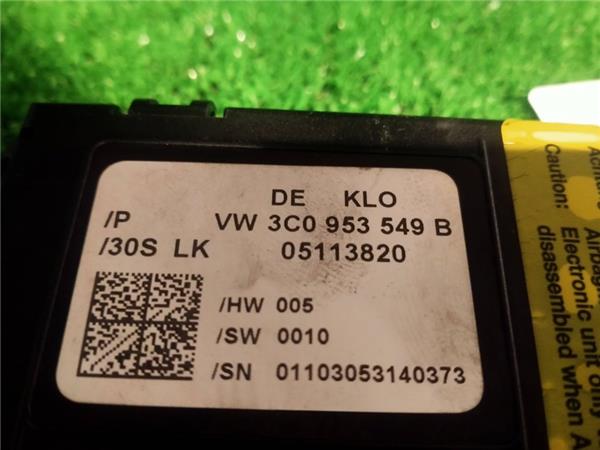 DE KLO
/P VW 3C0 953 549 B
/30S LK 05113820
/HW 005
/SW 0010
/SN 01103053140373
Caution:
Electronic unit only
disassembled when